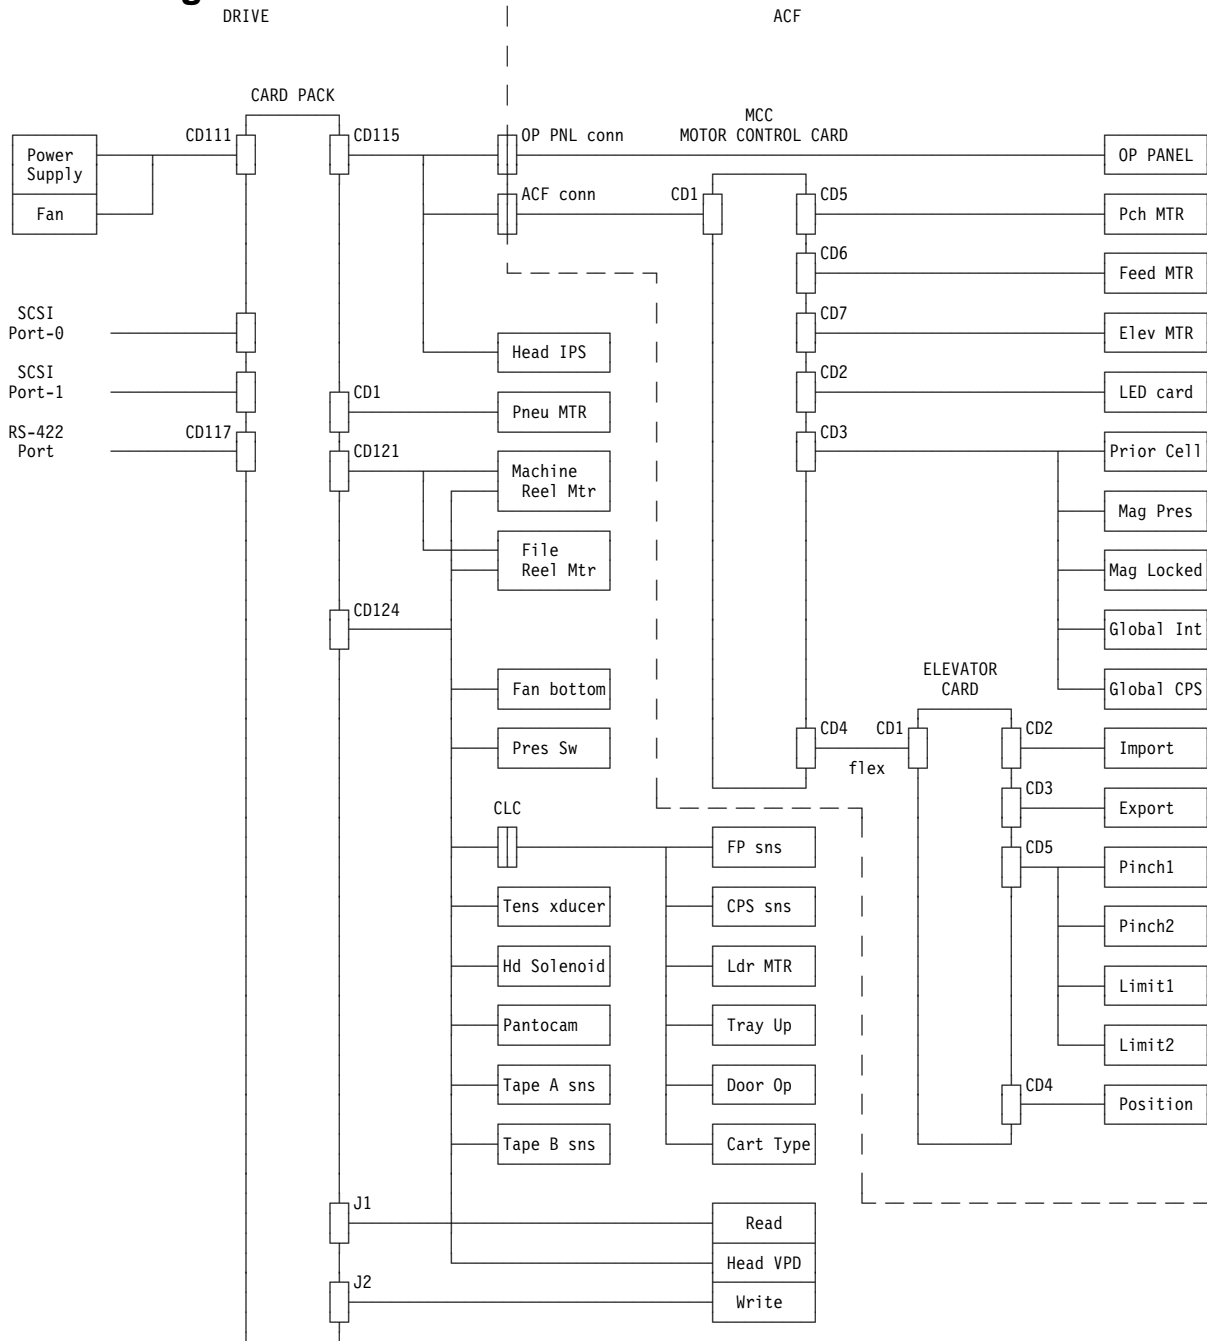 DRIVE
ACF
CARD PACK
MCC
MOTOR CONTROL CARD
CD111
CD115
OP PNL conn
OP PANEL
Power
Supply
Fan
ACF conn
CD1
CD5
Pch MTR
CD6
Feed MTR
SCSI
Port-0
CD7
Elev MTR
Head IPS
SCSI
Port-1
CD1
Pneu MTR
CD2
LED card
RS-422
Port
CD117
CD121
Machine
Reel Mtr
CD3
Prior Cell
Mag Pres
File
Reel Mtr
Mag Locked
CD124
Global Int
ELEVATOR
CARD
Fan bottom
Global CPS
Pres Sw
CD4
CD1
flex
CD2
Import
CLC
CD3
Export
FP sns
CD5
Pinch1
Tens xducer
CPS sns
Pinch2
Hd Solenoid
Ldr MTR
Limit1
Pantocam
Tray Up
Limit2
Tape A sns
Door Op
CD4
Position
Tape B sns
Cart Type
J1
Read
Head VPD
J2
Write